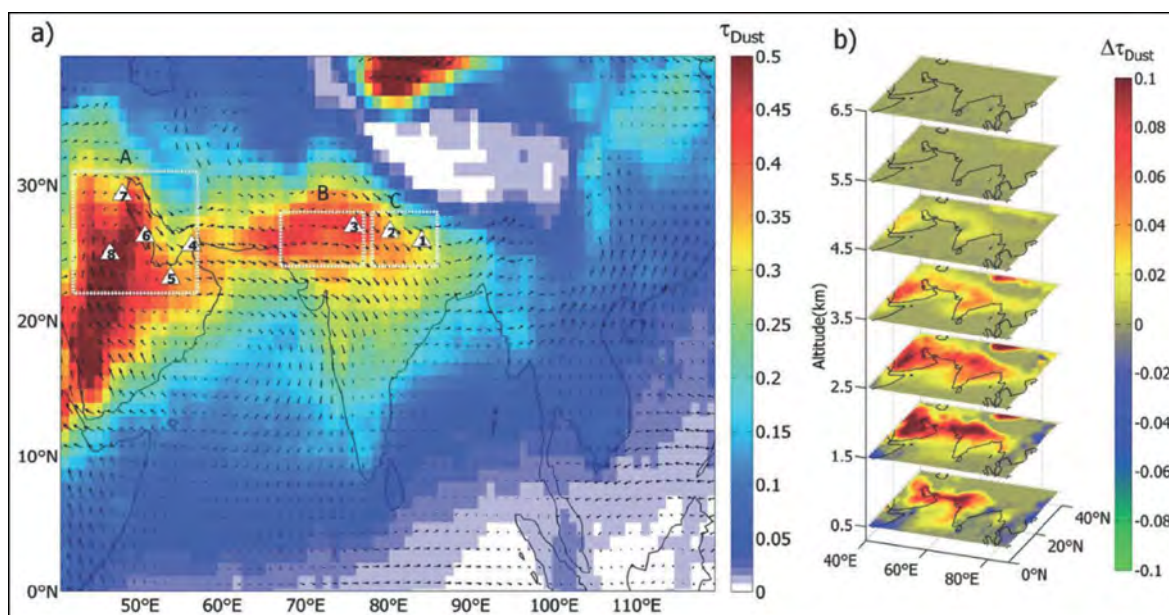 a)
τDust
b)
ΔτDust
0.5
0.45
0.4
0.35
0.3
0.25
0.2
0.15
0.1
0.05
0
30°N
20°N
10°N
0°N
50°E 60°E 70°E 80°E 90°E 100°E 110°E
A
B
C
7
6
8
4
5
3
2
1
Altitude(km)
6.5
5.5
4.5
3.5
2.5
1.5
0.5
40°E
60°E
80°E
0°N
20°N
40°N
0.1
0.08
0.06
0.04
0.02
0
-0.02
-0.04
-0.06
-0.08
-0.1